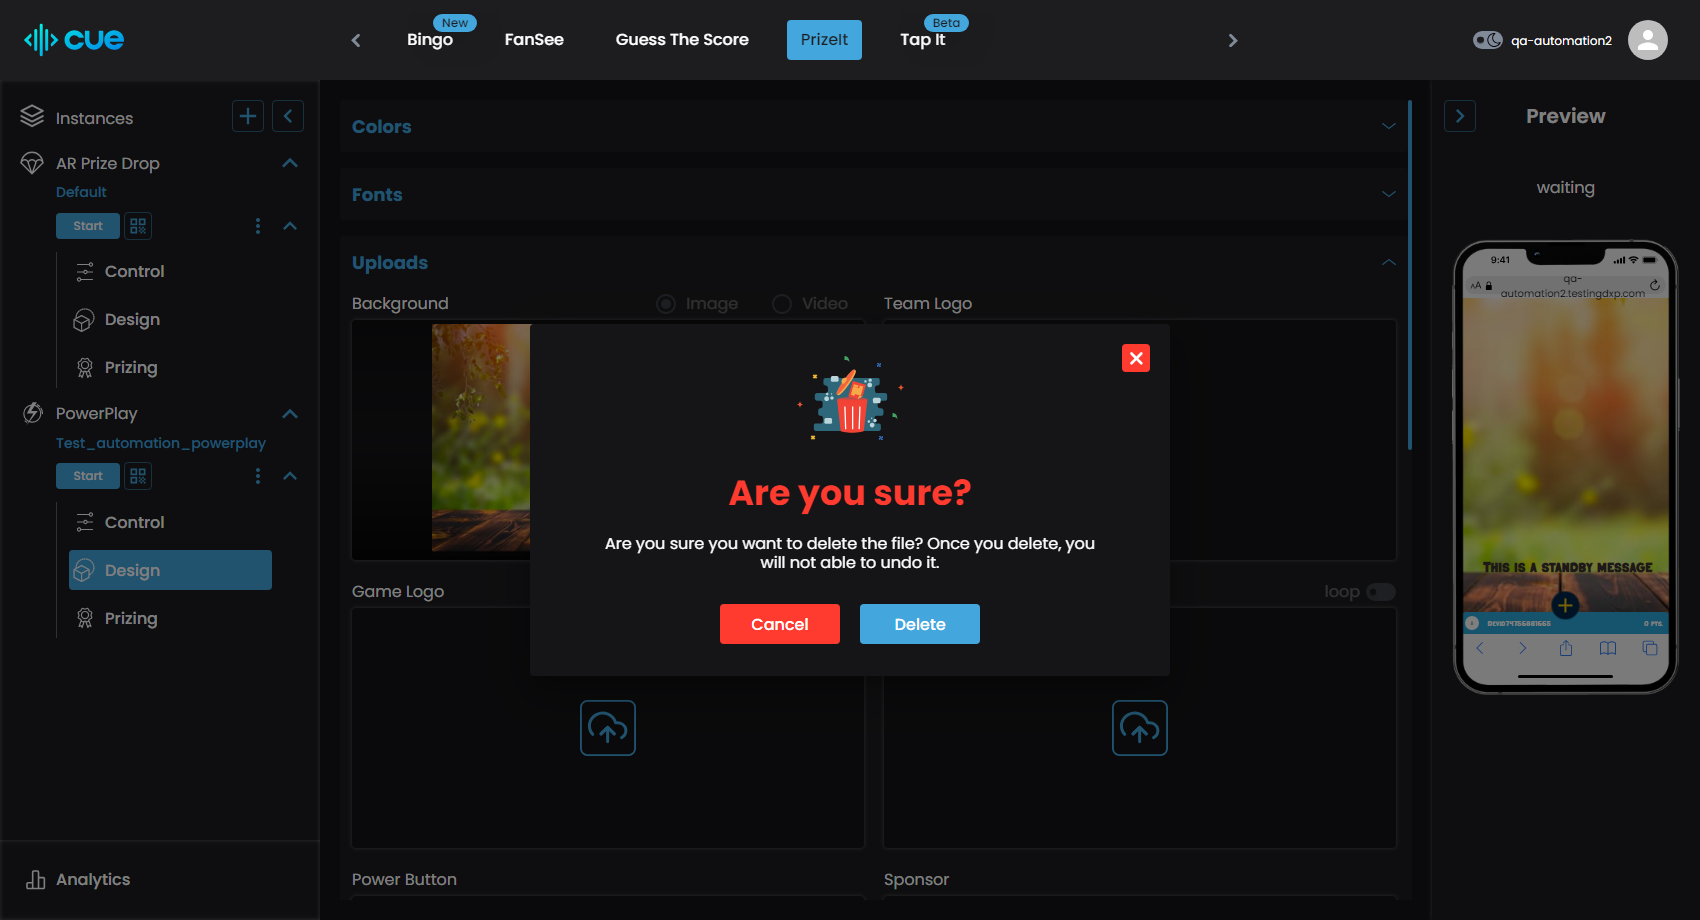 cue
New
Bingo
FanSee
Guess The Score
PrizeIt
Beta
Tap It
qa-automation2
Instances
AR Prize Drop
Default
Start
Control
Design
Prizing
PowerPlay
Test_automation_powerplay
Start
Control
Design
Prizing
Analytics
Colors
Fonts
Uploads
Background
Image
Video
Team Logo
Game Logo
loop
Power Button
Sponsor
Are you sure?
Are you sure you want to delete the file? Once you delete, you
will not able to undo it.
Cancel
Delete
Preview
waiting
9:41
AA
qa-
automation2.testingdxp.com
This is a standby message
0 PTS.